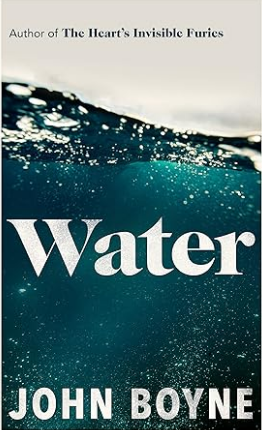 Author of The Heart's Invisible Furies
Water
JOHN BOYNE